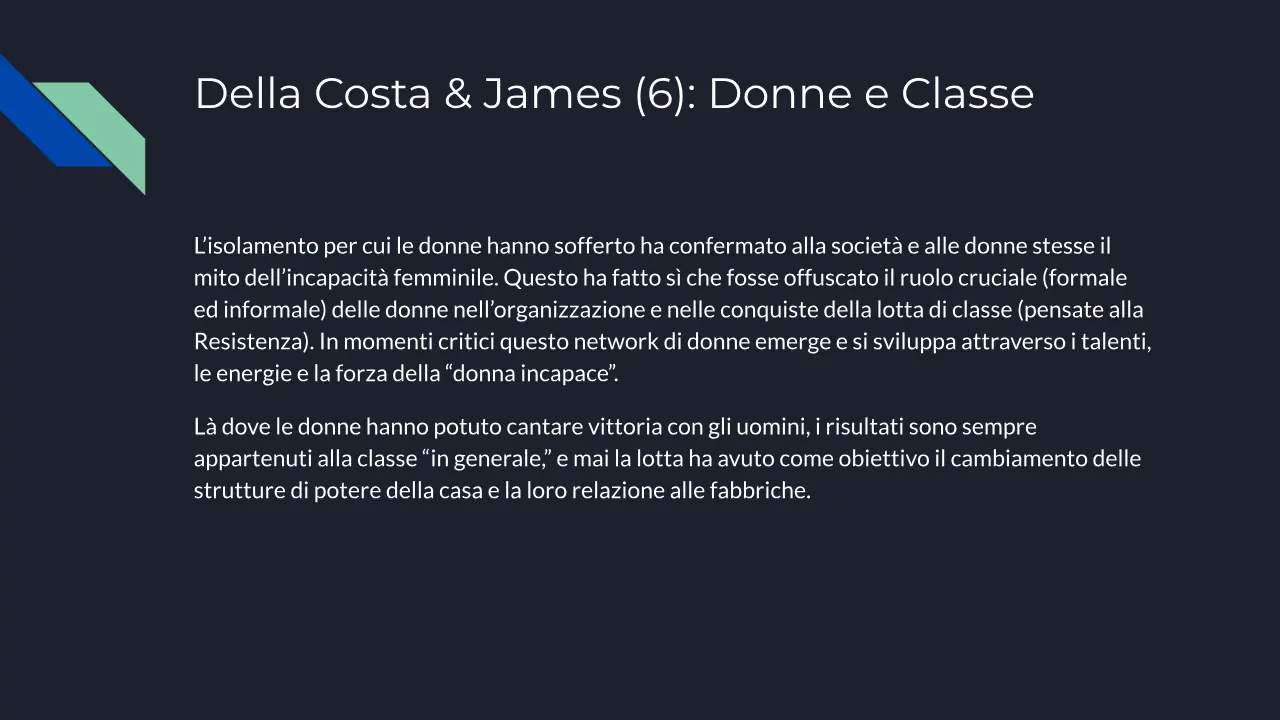 Della Costa & James (6): Donne e Classe
L’isolamento per cui le donne hanno sofferto ha confermato alla società e alle donne stesse il
mito dell’incapacità femminile. Questo ha fatto sì che fosse offuscato il ruolo cruciale (formale
ed informale) delle donne nell’organizzazione e nelle conquiste della lotta di classe (pensate alla
Resistenza). In momenti critici questo network di donne emerge e si sviluppa attraverso i talenti,
le energie e la forza della “donna incapace”.
Là dove le donne hanno potuto cantare vittoria con gli uomini, i risultati sono sempre
appartenuti alla classe “in generale,” e mai la lotta ha avuto come obiettivo il cambiamento delle
strutture di potere della casa e la loro relazione alle fabbriche.